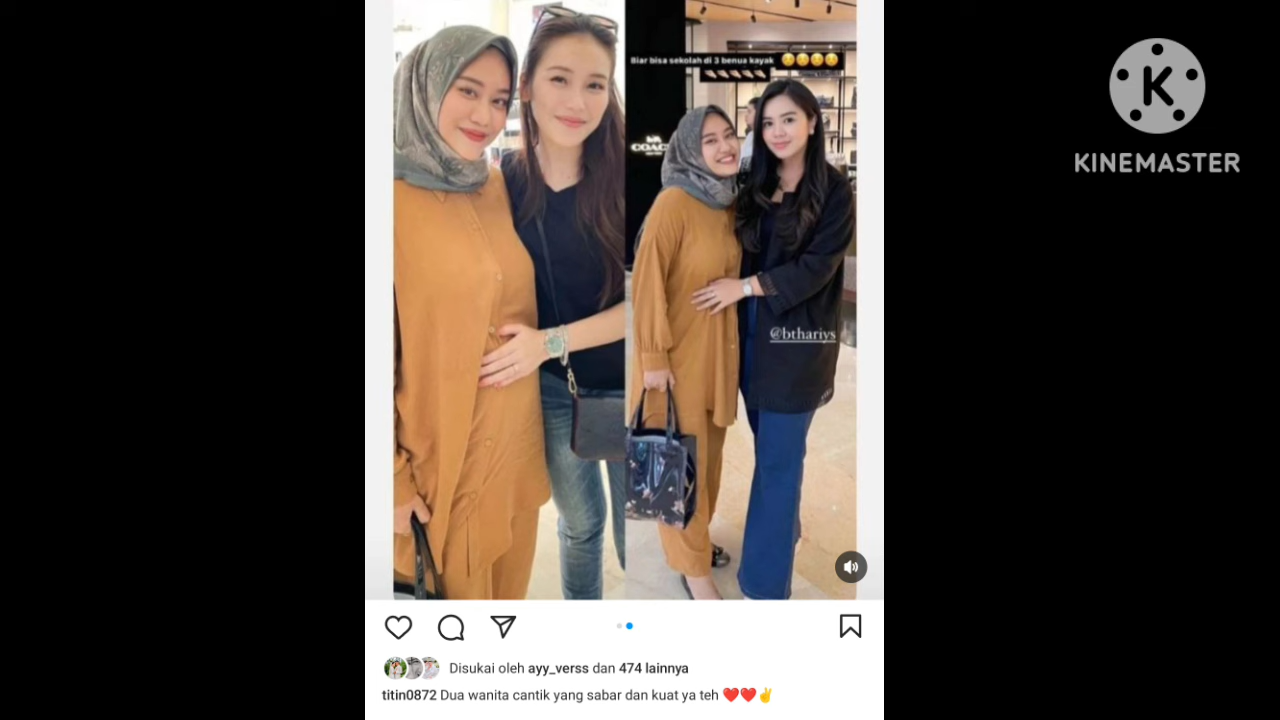 Biar bisa sekolah di 3 benua kayak
COACH
@bthariys
KINEMASTER
Disukai oleh ayy_verss dan 474 lainnya
titin0872 Dua wanita cantik yang sabar dan kuat ya teh ❤️❤️✌️